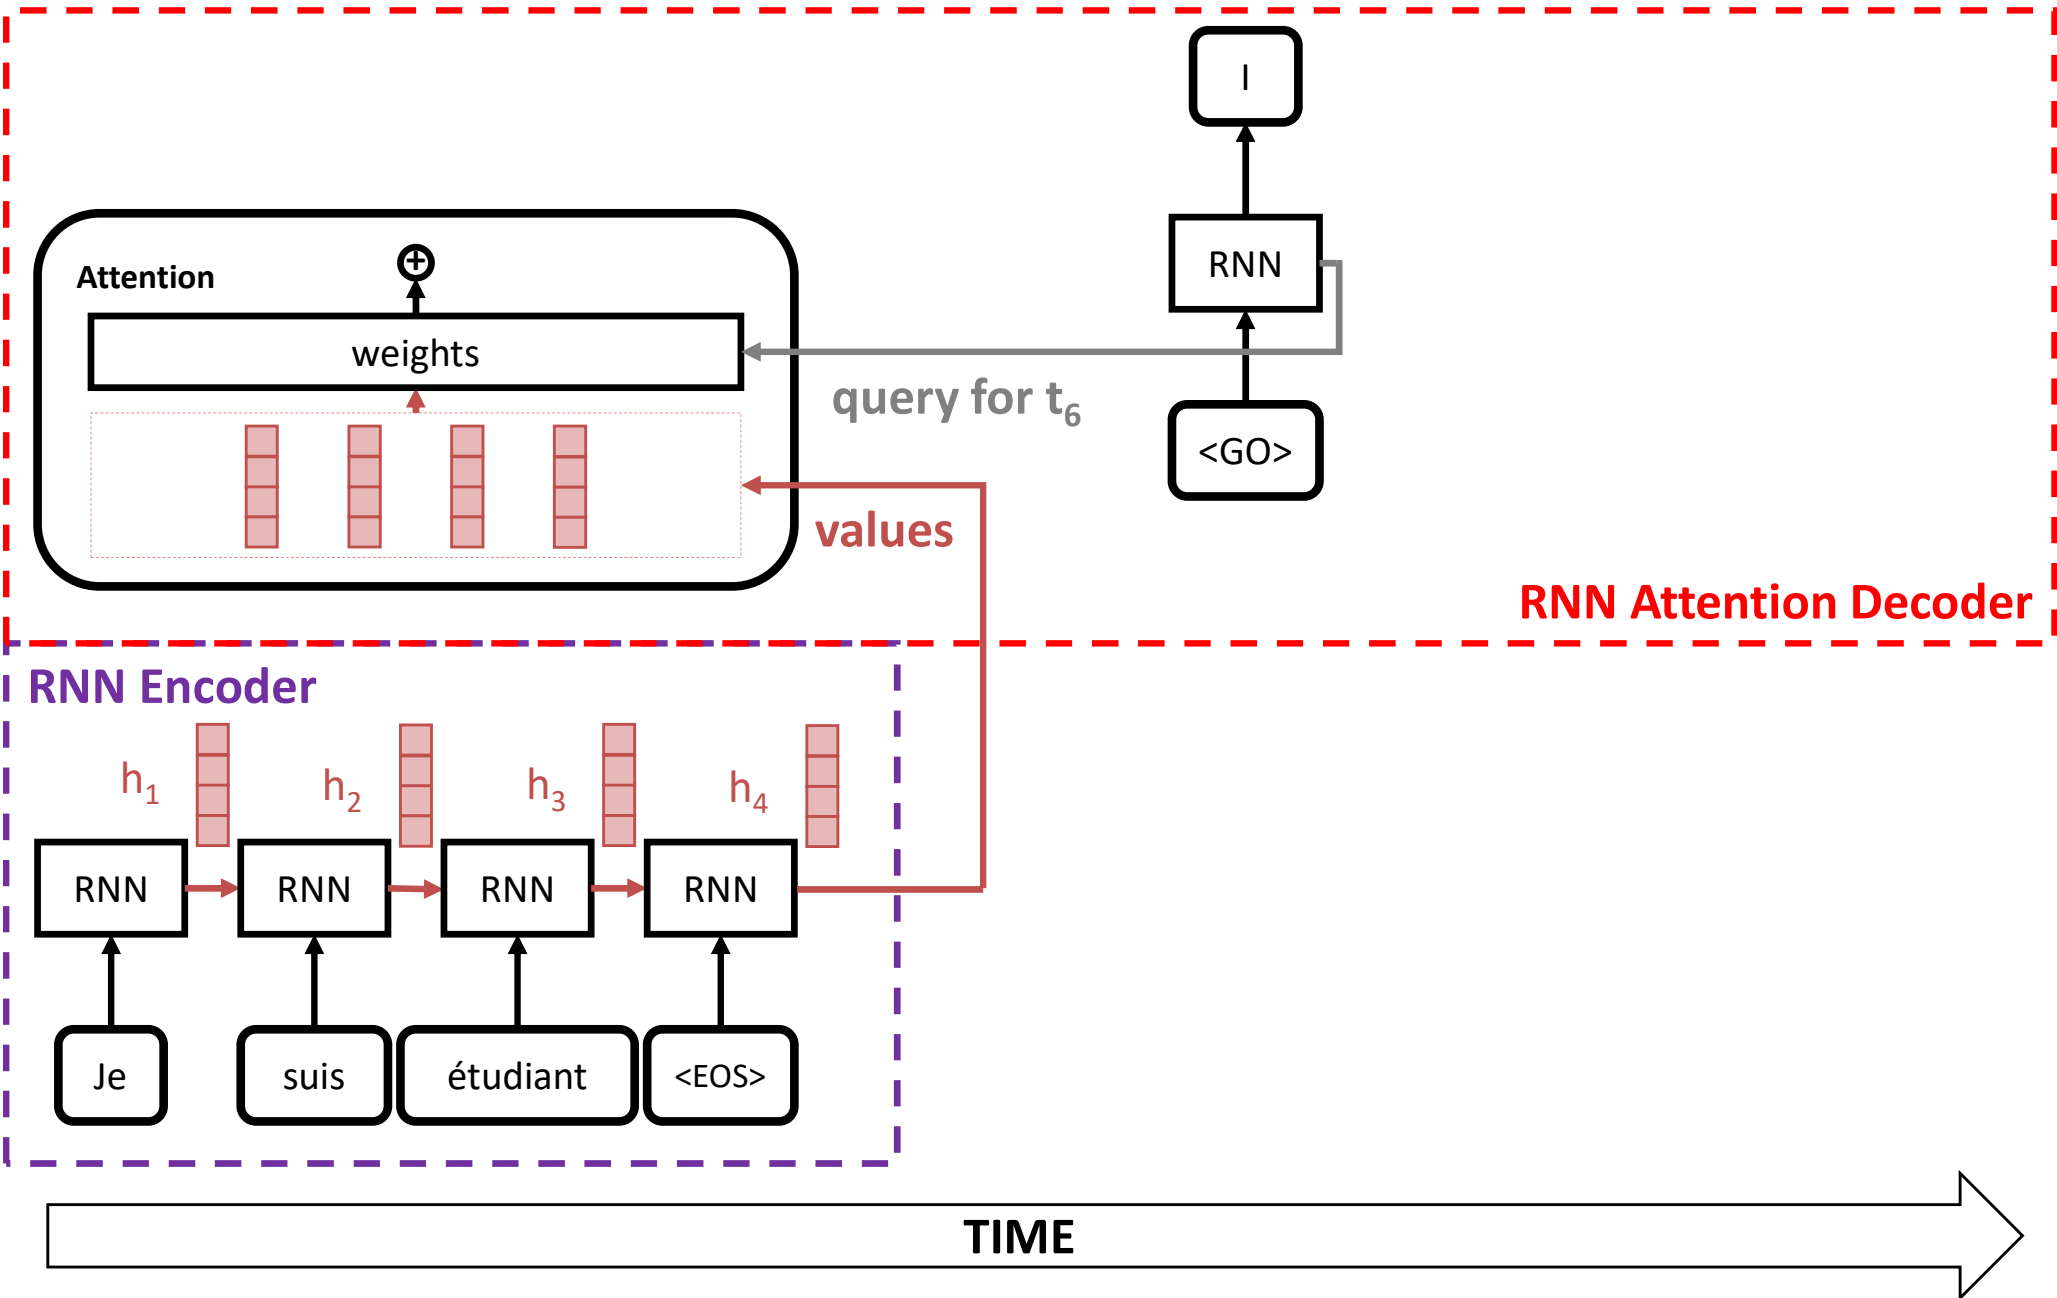 I
Attention
+
RNN
weights
query for t₆
<GO>
values
RNN Attention Decoder
RNN Encoder
h₁ h₂ h₃ h₄
RNN RNN RNN RNN
Je suis étudiant <EOS>
TIME